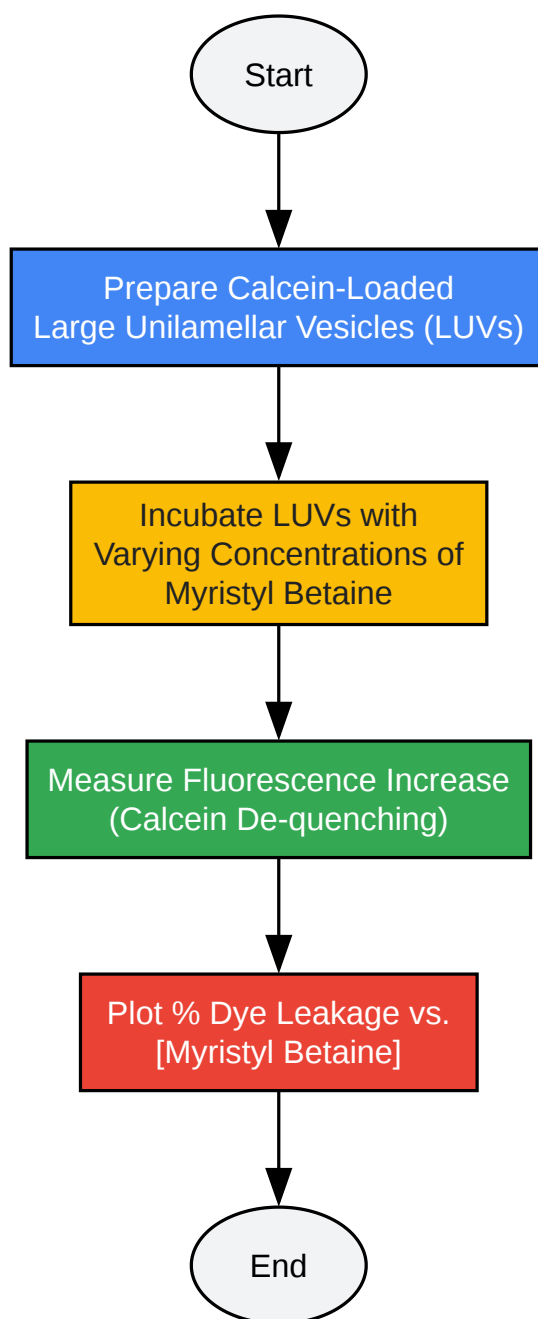 Start
Prepare Calcein-Loaded
Large Unilamellar Vesicles (LUVs)
Incubate LUVs with
Varying Concentrations of
Myristyl Betaine
Measure Fluorescence Increase
(Calcein De-quenching)
Plot % Dye Leakage vs.
[Myristyl Betaine]
End